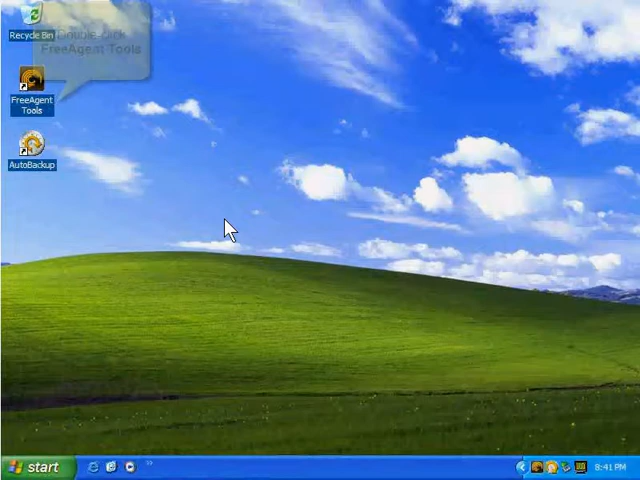 Recycle Bin
Double-click
FreeAgent Tools
FreeAgent
Tools
AutoBackup
start
8:41 PM